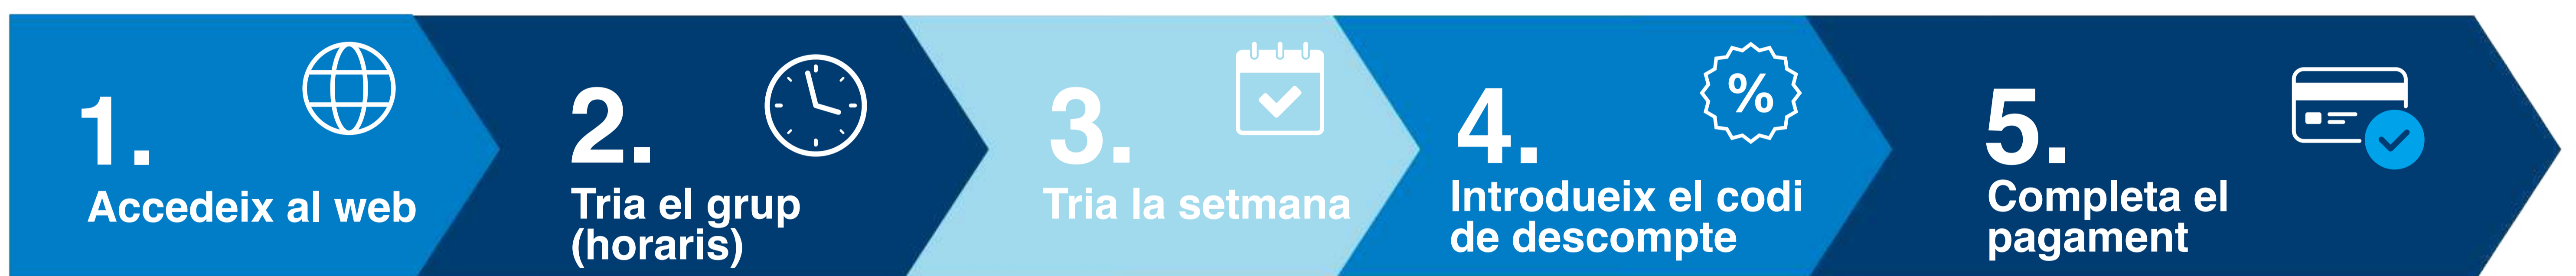 1.
Accedeix al web
2.
Tria el grup
(horaris)
3.
Tria la setmana
4.
%
Introdueix el codi
de descompte
5.
Completa el
pagament